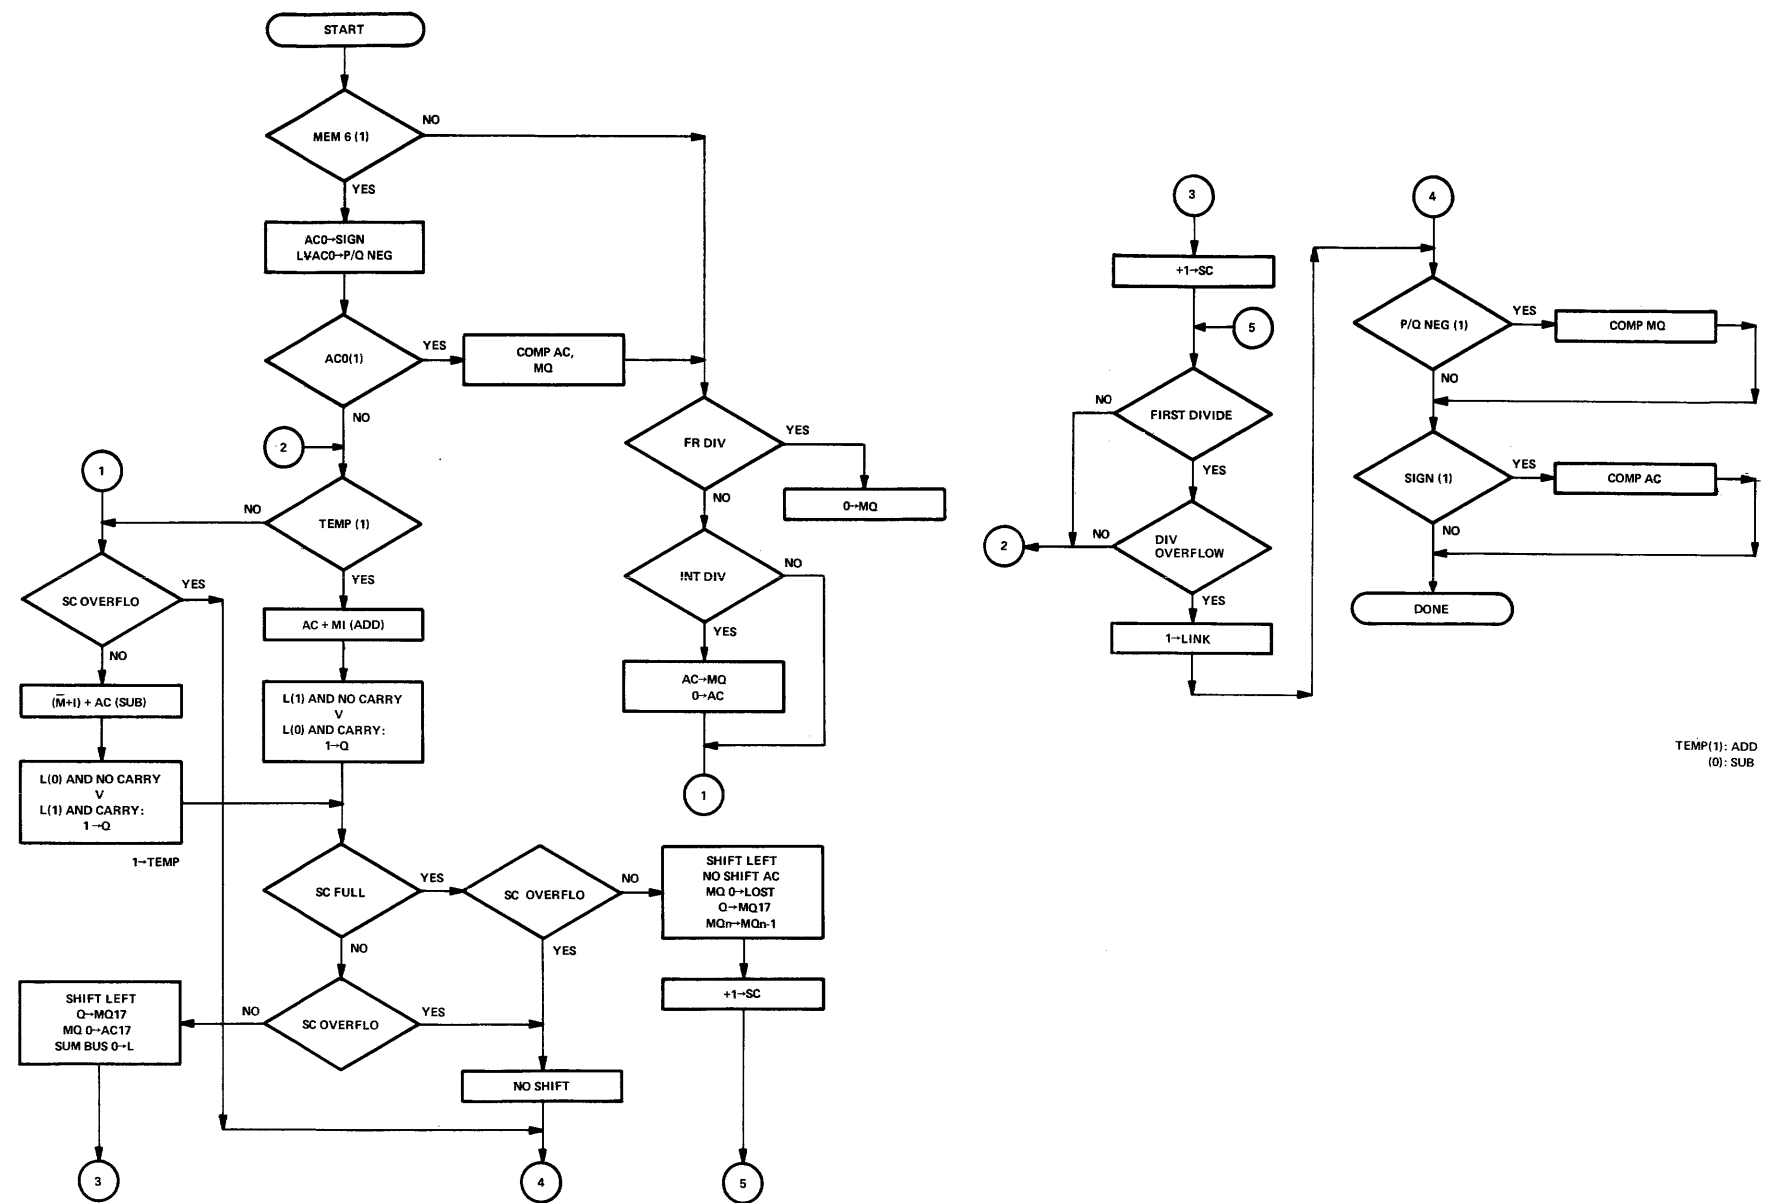 START
MEM 6 (1)
NO
YES
AC0→SIGN
L∀AC0→P/Q NEG
AC0(1)
YES
NO
COMP AC,
MQ
2
1
TEMP (1)
NO
YES
FR DIV
YES
NO
0→MQ
INT DIV
NO
YES
AC→MQ
0→AC
1
SC OVERFLO
YES
NO
AC + MI (ADD)
(M̅+I) + AC (SUB)
L(1) AND NO CARRY
V
L(0) AND CARRY:
1→Q
L(0) AND NO CARRY
V
L(1) AND CARRY:
1→Q
1→TEMP
SC FULL
YES
NO
SC OVERFLO
NO
YES
SHIFT LEFT
NO SHIFT AC
MQ 0→LOST
Q→MQ17
MQn→MQn-1
+1→SC
SC OVERFLO
NO
YES
SHIFT LEFT
Q→MQ17
MQ 0→AC17
SUM BUS 0→L
NO SHIFT
3
4
5
3
+1→SC
5
FIRST DIVIDE
NO
YES
DIV
OVERFLOW
NO
2
YES
1→LINK
4
P/Q NEG (1)
YES
COMP MQ
NO
SIGN (1)
YES
COMP AC
NO
DONE
TEMP(1): ADD
(0): SUB